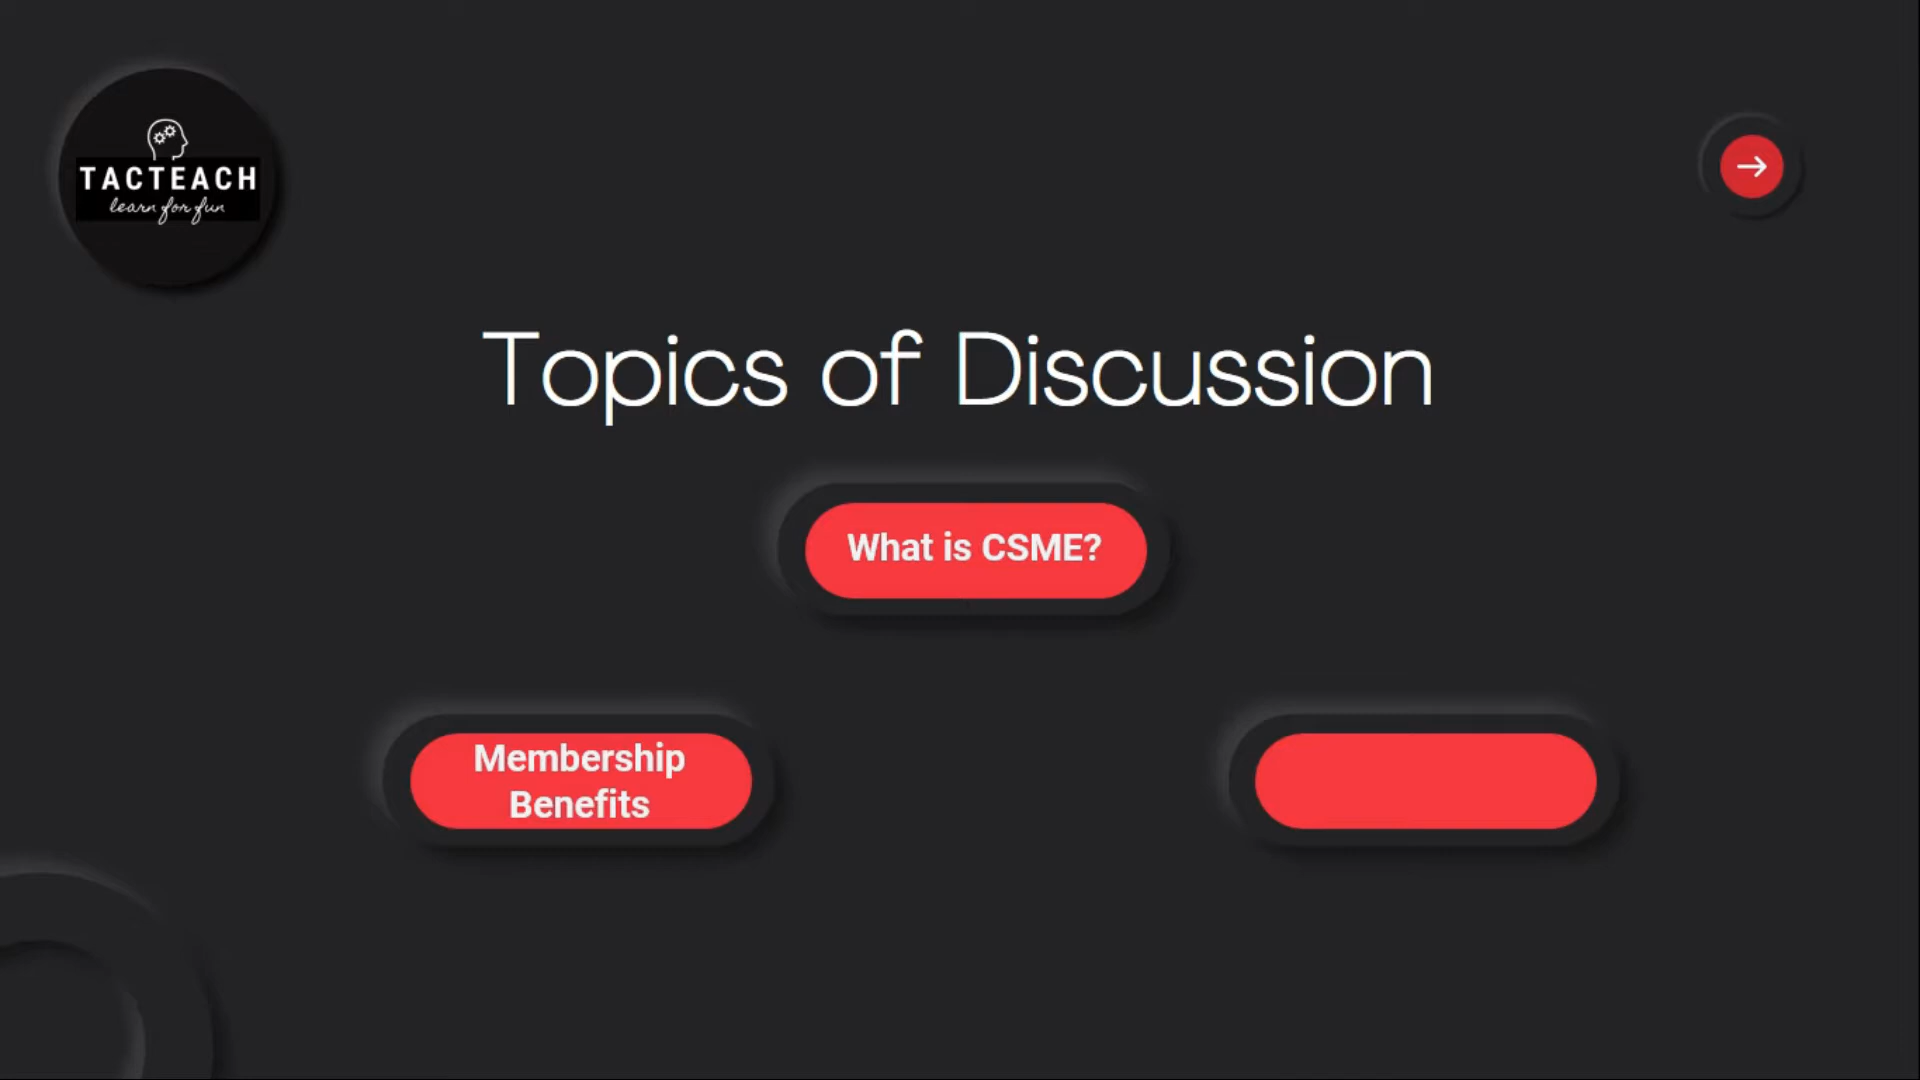 TACTEACH
learn for fun
Topics of Discussion
What is CSME?
Membership
Benefits